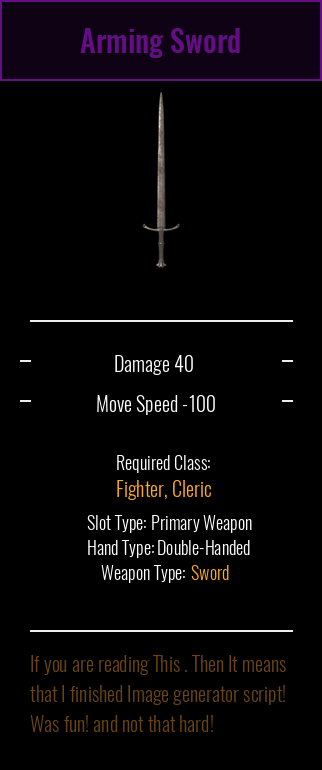 Arming Sword
Damage 40
Move Speed -100
Required Class:
Fighter, Cleric
Slot Type: Primary Weapon
Hand Type: Double-Handed
Weapon Type: Sword
If you are reading This . Then It means
that I finished Image generator script!
Was fun! and not that hard!